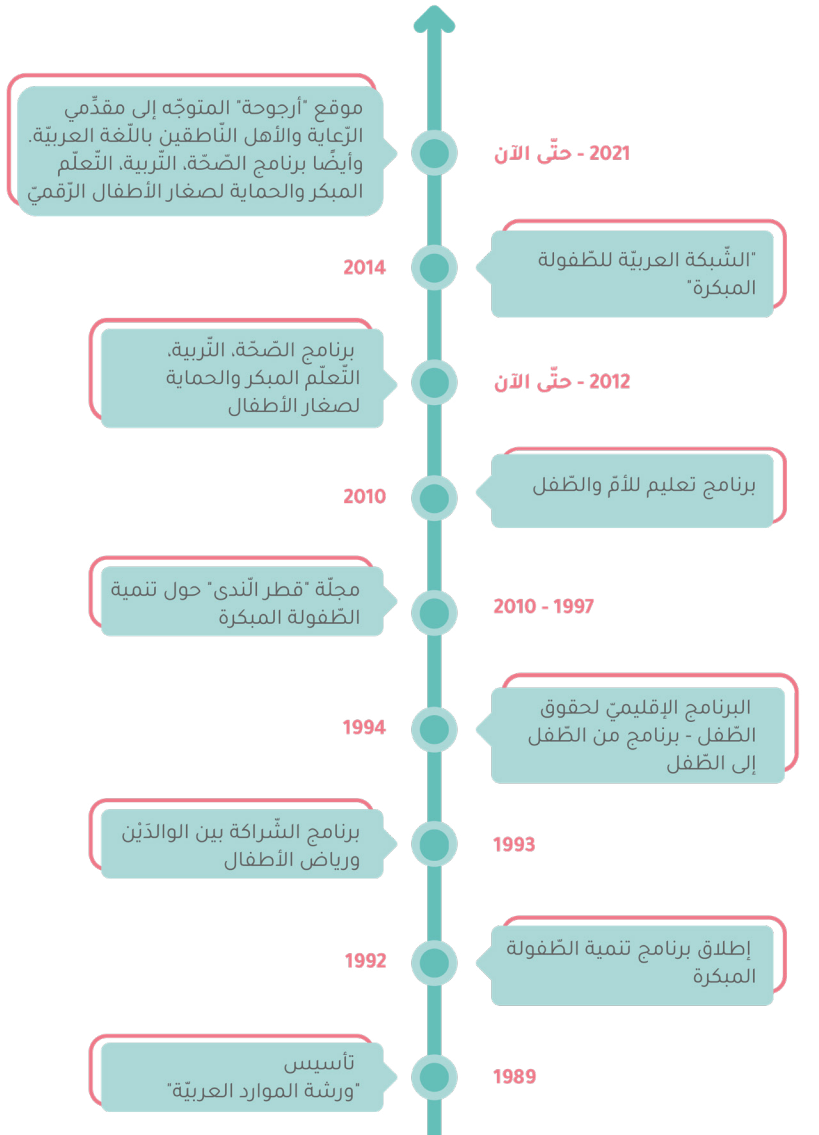 موقع "أرجوحة" المتوجّه إلى مقدِّمي
الرّعاية والأهل النّاطقين باللّغة العربيّة.
وأيضًا برنامج الصّحّة، التّربية، التّعلّم
المبكر والحماية لصغار الأطفال الرّقميّ
2021 - حتّى الآن
"الشّبكة العربيّة للطّفولة
المبكرة"
2014
برنامج الصّحّة، التّربية،
التّعلّم المبكر والحماية
لصغار الأطفال
2012 - حتّى الآن
برنامج تعليم للأمّ والطّفل
2010
مجلّة "قطر الّندى" حول تنمية
الطّفولة المبكرة
2010 - 1997
البرنامج الإقليميّ لحقوق
الطّفل - برنامج من الطّفل
إلى الطّفل
1994
برنامج الشّراكة بين الوالدَيْن
ورياض الأطفال
1993
إطلاق برنامج تنمية الطّفولة
المبكرة
1992
تأسيس
"ورشة الموارد العربيّة"
1989